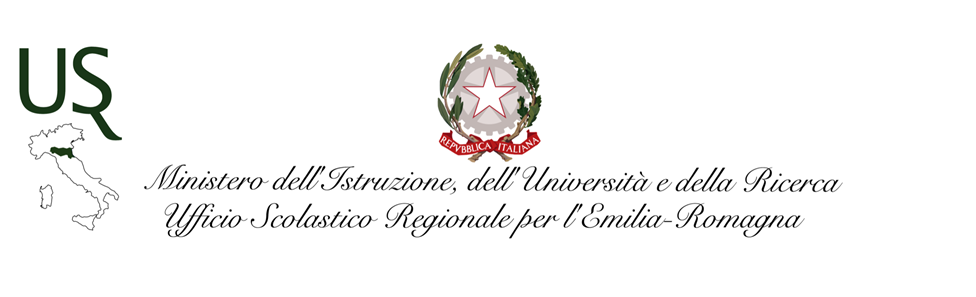 USR
REPVBBLICA ITALIANA
Ministero dell'Istruzione, dell'Università e della Ricerca
Ufficio Scolastico Regionale per l'Emilia-Romagna